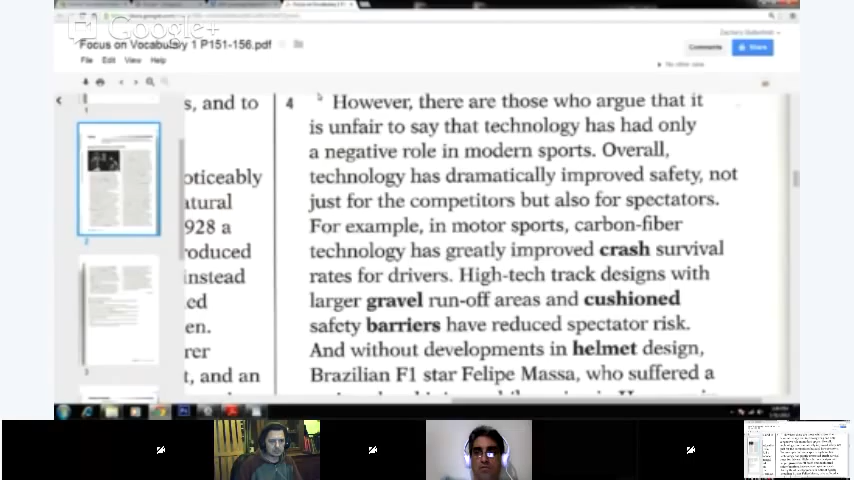 Google+
Focus on Vocabulary 1 P151-156.pdf
File Edit View Help
Comments
Share
s, and to
oticeably
atural
928 a
roduced
instead
ed
en.
rer
t, and an
4 However, there are those who argue that it
is unfair to say that technology has had only
a negative role in modern sports. Overall,
technology has dramatically improved safety, not
just for the competitors but also for spectators.
For example, in motor sports, carbon-fiber
technology has greatly improved crash survival
rates for drivers. High-tech track designs with
larger gravel run-off areas and cushioned
safety barriers have reduced spectator risk.
And without developments in helmet design,
Brazilian F1 star Felipe Massa, who suffered a
1
2
3